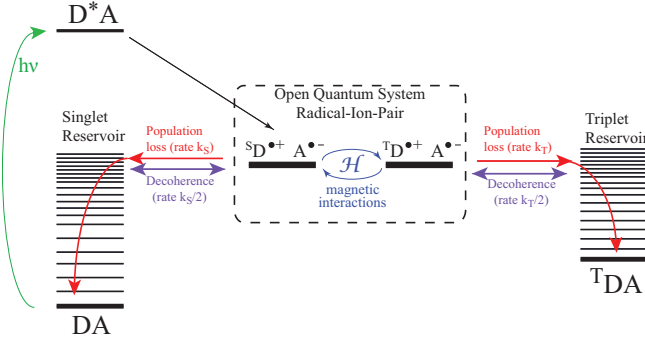 D*A
hν
Singlet
Reservoir
Population
loss (rate kS)
Decoherence
(rate kS/2)
DA
Open Quantum System
Radical-Ion-Pair
SD•+ A•−
ℋ
TD•+ A•−
magnetic
interactions
Population
loss (rate kT)
Decoherence
(rate kT/2)
Triplet
Reservoir
TDA